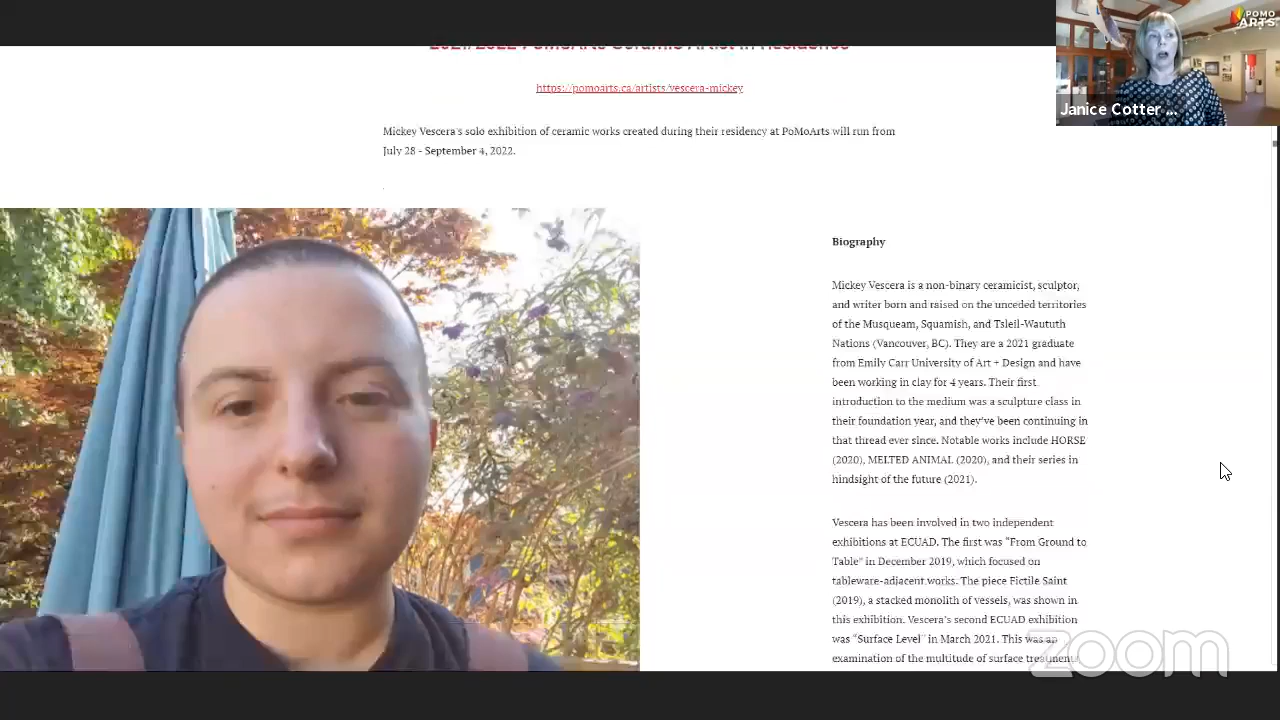 POMO
ARTS
Janice Cotter ...
2021/2022 PoMoArts Ceramic Artist in Residence
https://pomoarts.ca/artists/vescera-mickey
Mickey Vescera's solo exhibition of ceramic works created during their residency at PoMoArts will run from
July 28 - September 4, 2022.
Biography
Mickey Vescera is a non-binary ceramicist, sculptor,
and writer born and raised on the unceded territories
of the Musqueam, Squamish, and Tsleil-Waututh
Nations (Vancouver, BC). They are a 2021 graduate
from Emily Carr University of Art + Design and have
been working in clay for 4 years. Their first
introduction to the medium was a sculpture class in
their foundation year, and they've been continuing in
that thread ever since. Notable works include HORSE
(2020), MELTED ANIMAL (2020), and their series in
hindsight of the future (2021).
Vescera has been involved in two independent
exhibitions at ECUAD. The first was "From Ground to
Table" in December 2019, which focused on
tableware-adjacent works. The piece Fictile Saint
(2019), a stacked monolith of vessels, was shown in
this exhibition. Vescera's second ECUAD exhibition
was "Surface Level" in March 2021. This was an
examination of the multitude of surface treatments
zoom